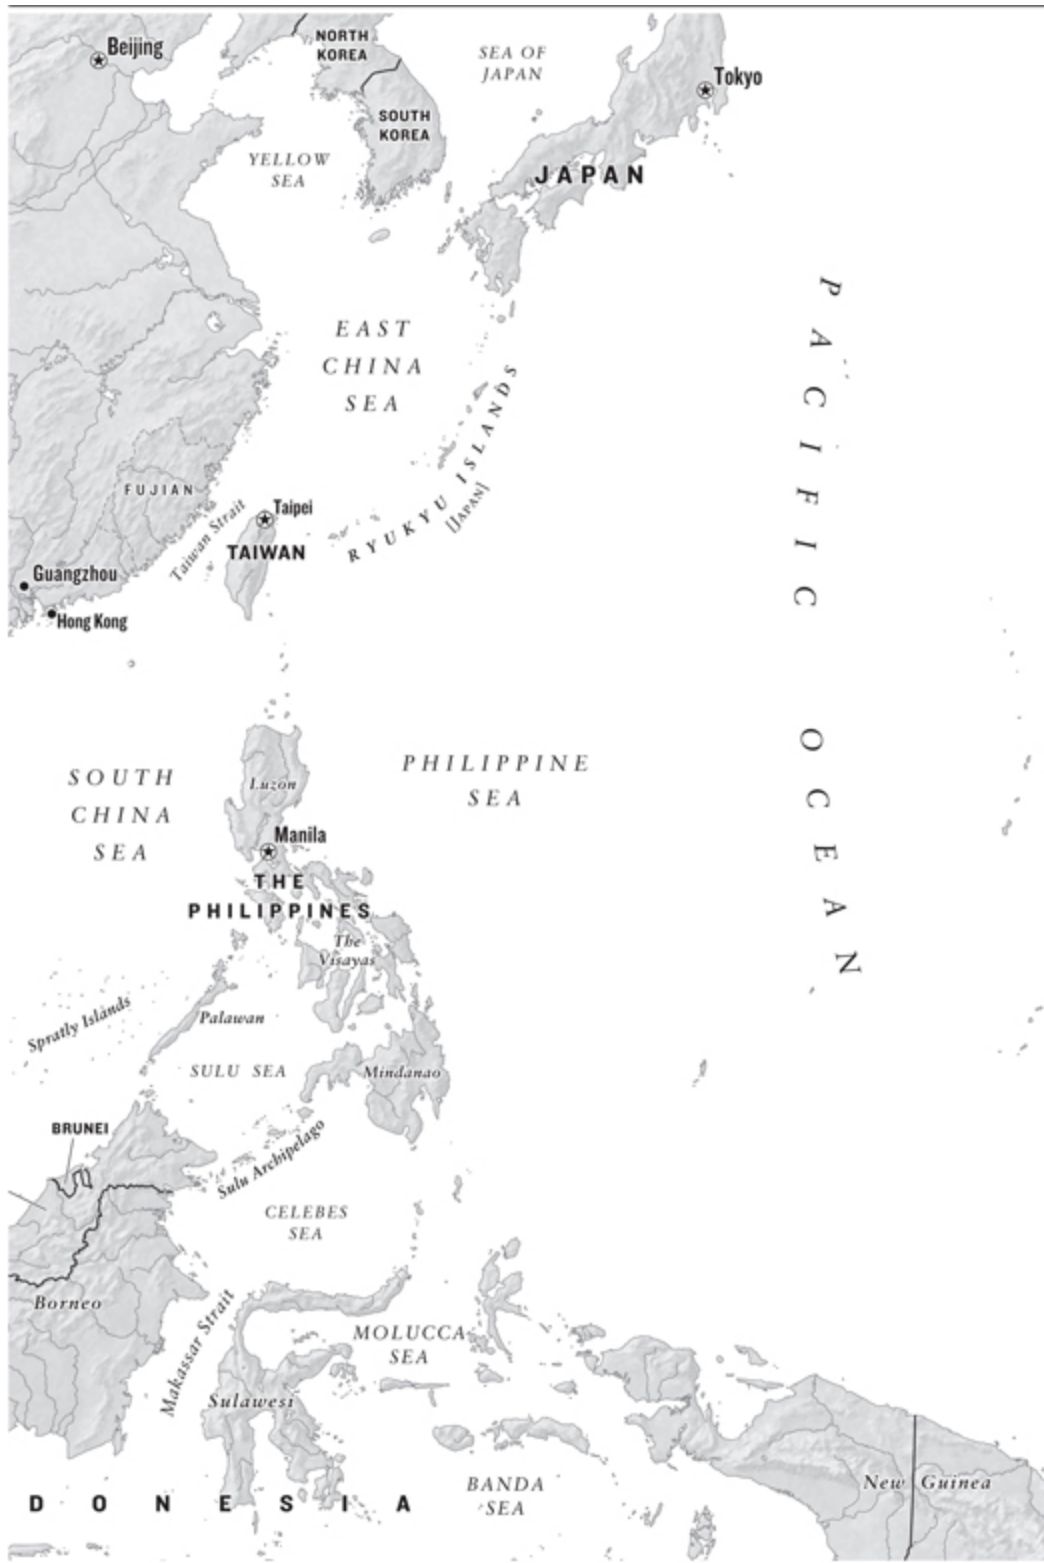 Beijing
NORTH
KOREA
SEA OF
JAPAN
Tokyo
SOUTH
KOREA
YELLOW
SEA
JAPAN
PACIFIC OCEAN
EAST
CHINA
SEA
RYUKYU ISLANDS
[JAPAN]
FUJIAN
Taiwan Strait
Taipei
TAIWAN
Guangzhou
Hong Kong
SOUTH
CHINA
SEA
PHILIPPINE
SEA
Luzon
Manila
THE
PHILIPPINES
The
Visayas
Spratly Islands
Palawan
SULU SEA
Mindanao
BRUNEI
Sulu Archipelago
CELEBES
SEA
Borneo
Makassar Strait
MOLUCCA
SEA
Sulawesi
BANDA
SEA
New Guinea
DONESIA